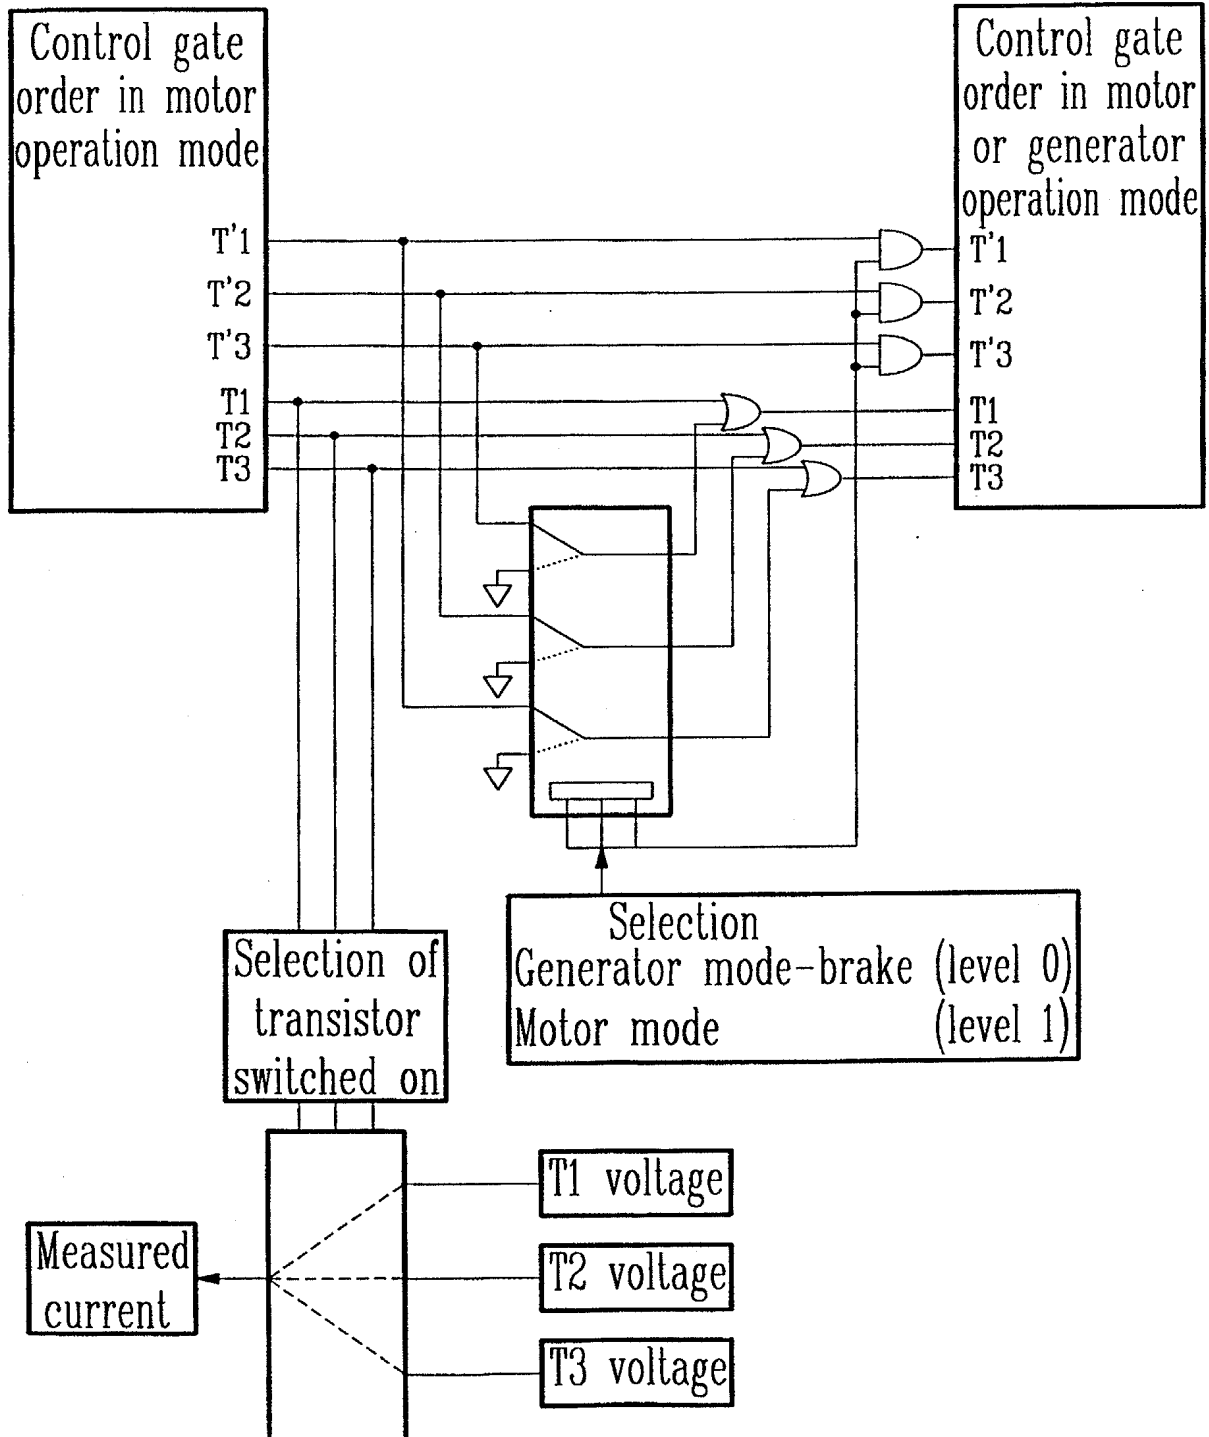 Control gate
order in motor
operation mode
T'1
T'2
T'3
T1
T2
T3
Control gate
order in motor
or generator
operation mode
T'1
T'2
T'3
T1
T2
T3
Selection
Generator mode-brake (level 0)
Motor mode (level 1)
Selection of
transistor
switched on
T1 voltage
T2 voltage
T3 voltage
Measured
current